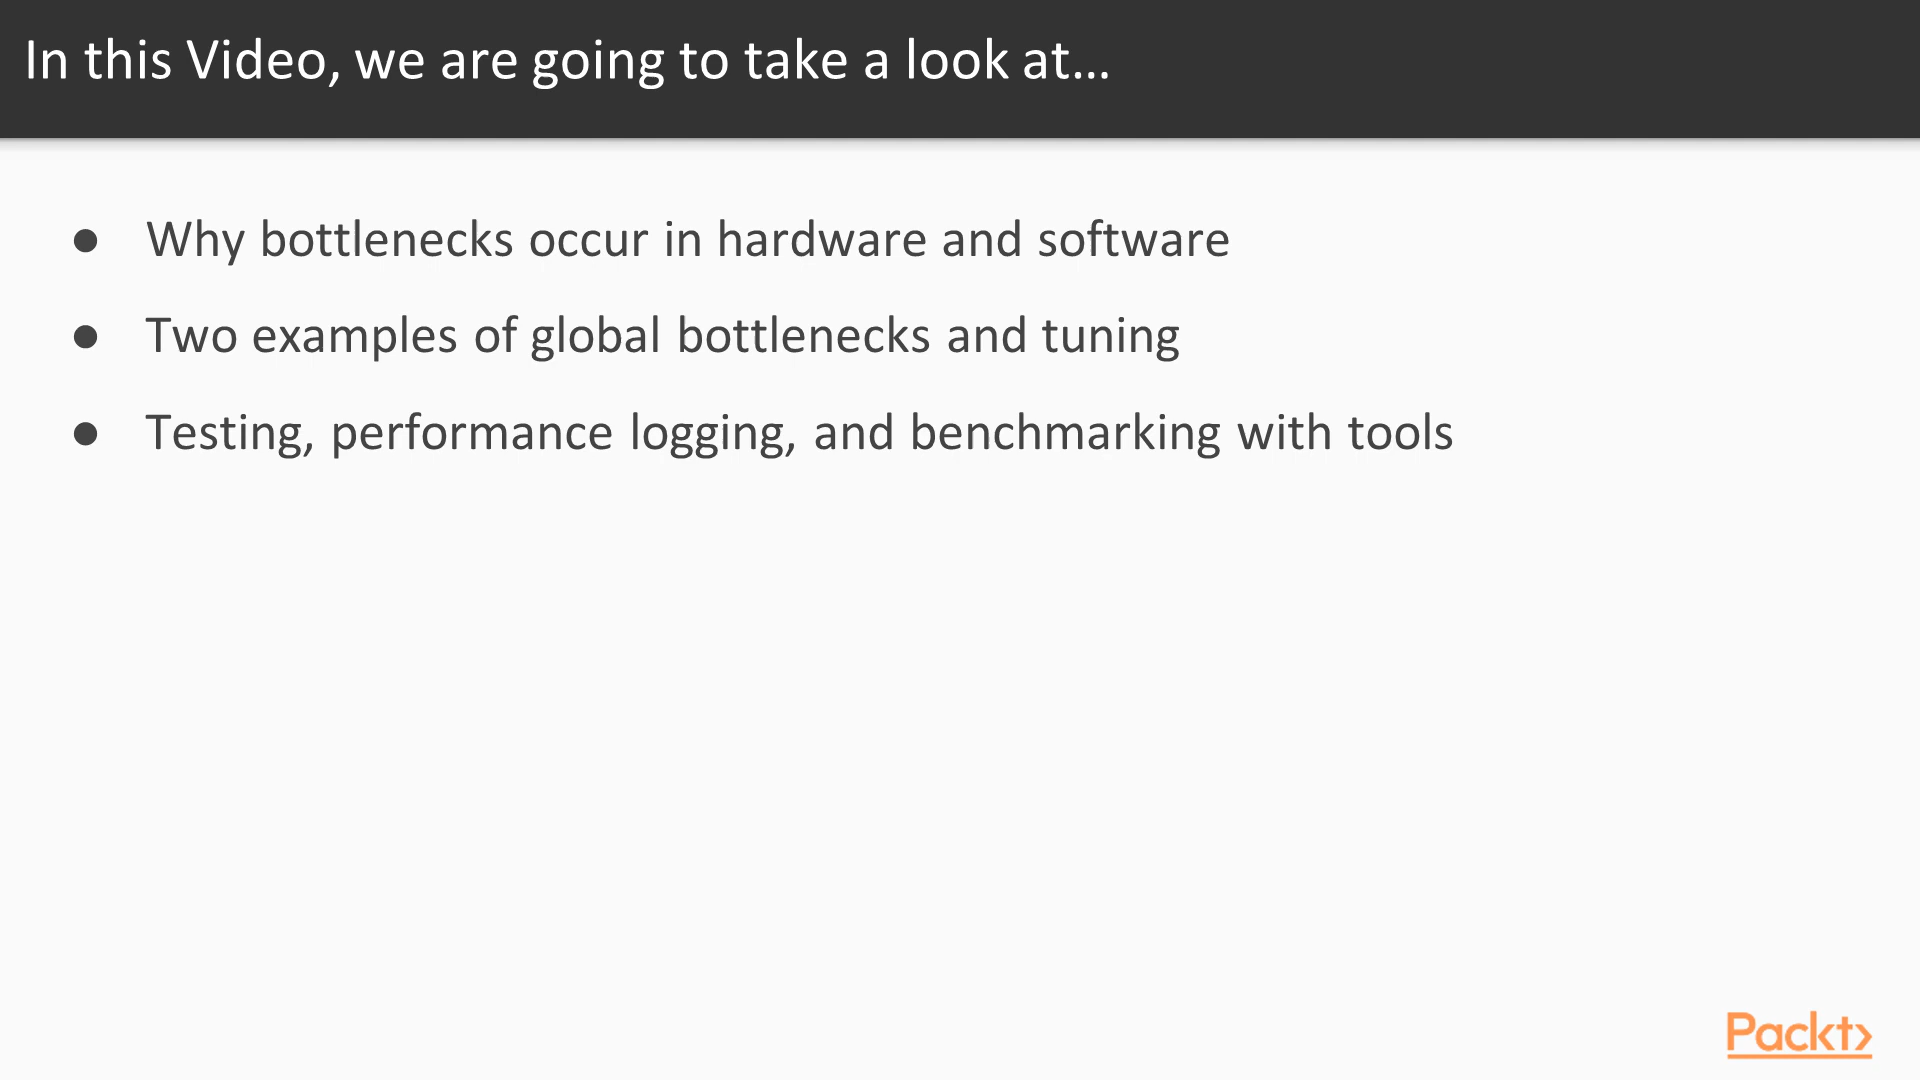 In this Video, we are going to take a look at…
● Why bottlenecks occur in hardware and software
● Two examples of global bottlenecks and tuning
● Testing, performance logging, and benchmarking with tools
Packt>